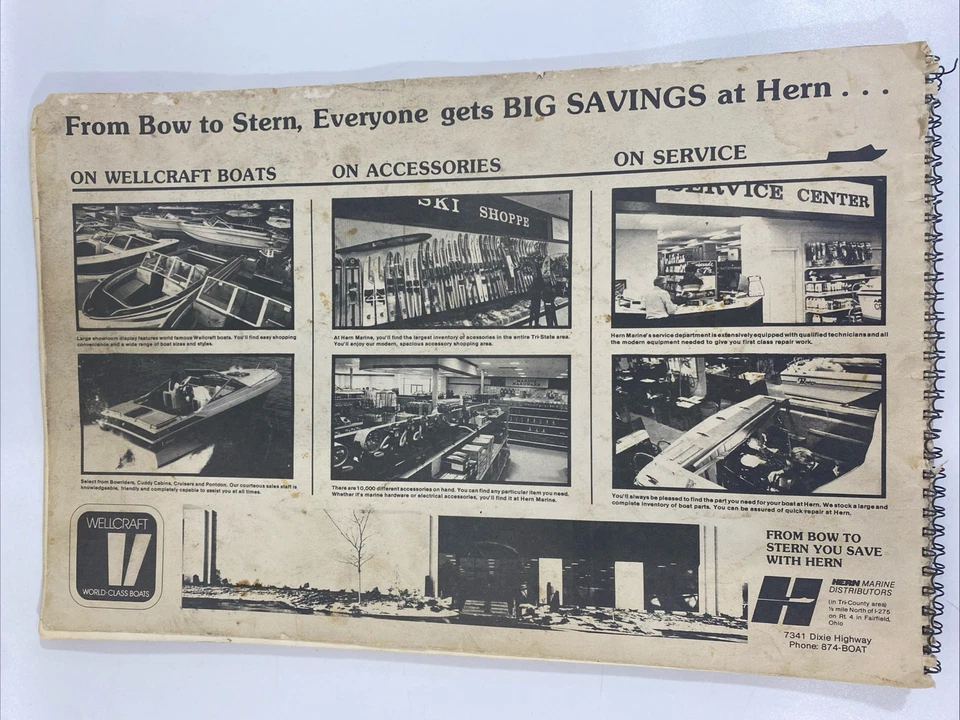 From Bow to Stern, Everyone gets BIG SAVINGS at Hern . . .
ON WELLCRAFT BOATS
ON ACCESSORIES
ON SERVICE
SKI SHOPPE
SERVICE CENTER
Large showroom display features world famous Wellcraft boats. You'll find easy shopping
convenience and a wide range of boat sizes and styles.
At Hern Marine, you'll find the largest inventory of acessories in the entire Tri-State area.
You'll enjoy our modern, spacious accessory shopping area.
Hern Marine's service department is extensively equipped with qualified technicians and all
the modern equipment needed to give you first class repair work.
Select from Bowriders, Cuddy Cabins, Cruisers and Pontoon. Our courteous sales staff is
knowledgeable, friendly and completely capable to assist you at all times.
There are 10,000 different accessories on hand. You can find any particular item you need.
Whether it's marine hardware or electrical accessories, you'll find it at Hern Marine.
You'll always be pleased to find the part you need for your boat at Hern. We stock a large and
complete inventory of boat parts. You can be assured of quick repair at Hern.
WELLCRAFT
WORLD-CLASS BOATS
FROM BOW TO
STERN YOU SAVE
WITH HERN
HERN MARINE
DISTRIBUTORS
(in Tri-County area)
½ mile North of I-275
on Rt. 4 in Fairfield,
Ohio
7341 Dixie Highway
Phone: 874-BOAT